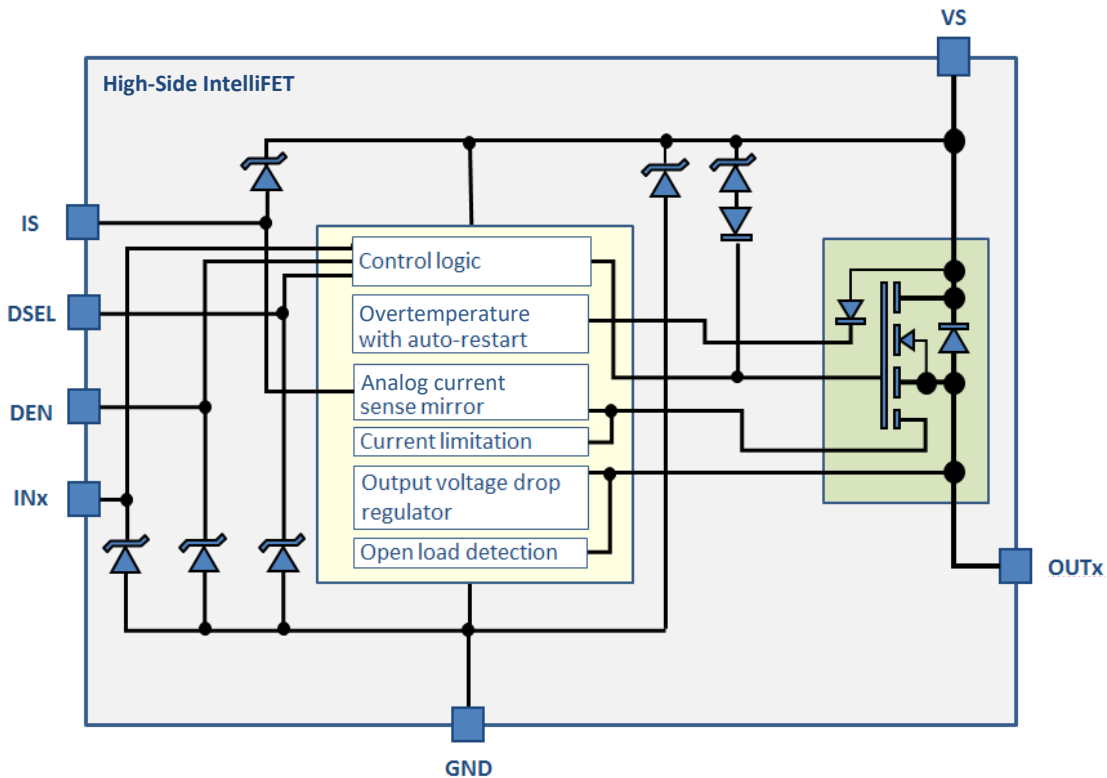 VS
High-Side IntelliFET
IS
DSEL
DEN
INx
Control logic
Overtemperature
with auto-restart
Analog current
sense mirror
Current limitation
Output voltage drop
regulator
Open load detection
OUTx
GND